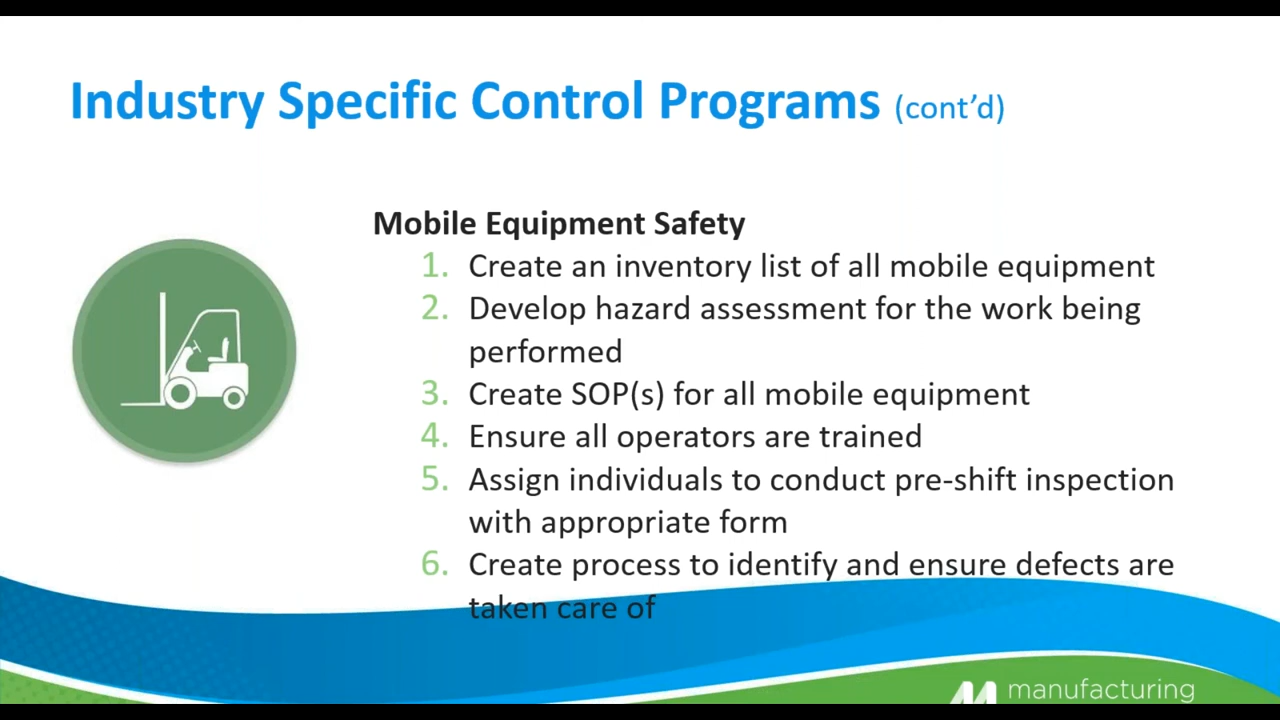 Industry Specific Control Programs (cont’d)
Mobile Equipment Safety
1. Create an inventory list of all mobile equipment
2. Develop hazard assessment for the work being
performed
3. Create SOP(s) for all mobile equipment
4. Ensure all operators are trained
5. Assign individuals to conduct pre-shift inspection
with appropriate form
6. Create process to identify and ensure defects are
taken care of
manufacturing